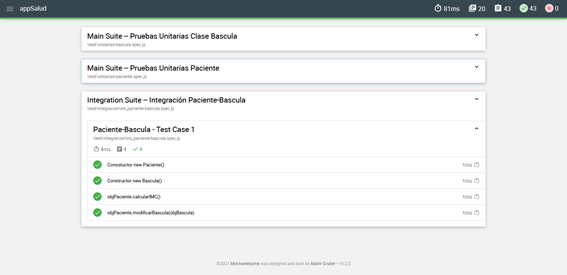 appSalud
81ms 20 43 43 0
Main Suite – Pruebas Unitarias Clase Bascula
\test\unitarias\bascula.spec.js
Main Suite – Pruebas Unitarias Paciente
\test\unitarias\paciente.spec.js
Integration Suite – Integración Paciente-Bascula
\test\integracion\int_paciente-bascula.spec.js
Paciente-Bascula - Test Case 1
\test\integracion\int_paciente-bascula.spec.js
4ms 4 4
Consstuctor new Paciente()
1ms
Constructor new Bascula()
1ms
objPaciente.calcularIMC()
1ms
objPaciente.modificarBascula(objBascula)
1ms
©2021 Mochawesome was designed and built by Adam Gruber • v5.2.0